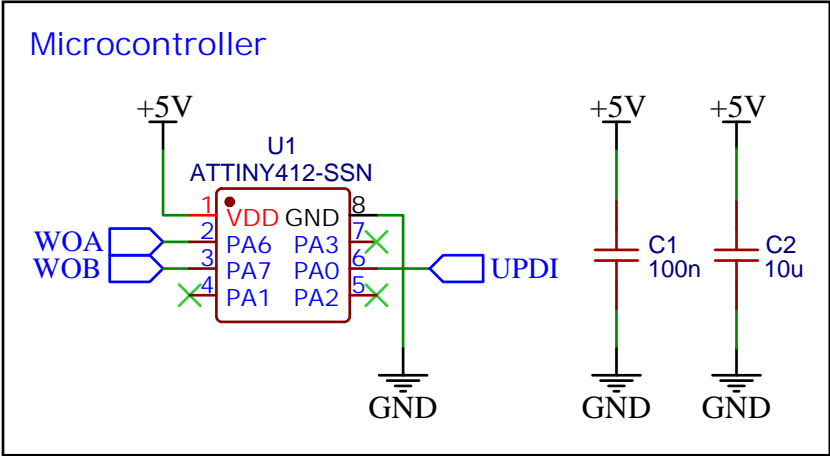 Microcontroller
+5V
+5V
+5V
U1
ATTINY412-SSN
1 VDD GND 8
WOA 2 PA6 PA3 7
WOB 3 PA7 PA0 6 UPDI
4 PA1 PA2 5
C1
100n
C2
10u
GND
GND
GND